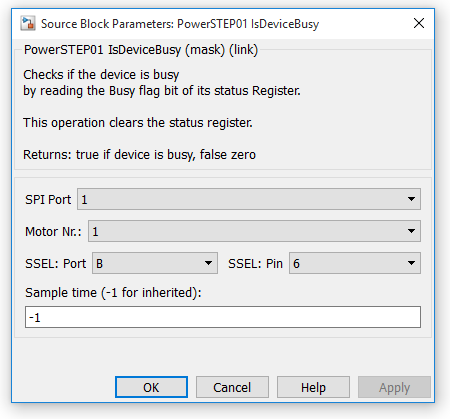 Source Block Parameters: PowerSTEP01 IsDeviceBusy
PowerSTEP01 IsDeviceBusy (mask) (link)
Checks if the device is busy
by reading the Busy flag bit of its status Register.
This operation clears the status register.
Returns: true if device is busy, false zero
SPI Port 1
Motor Nr.: 1
SSEL: Port B SSEL: Pin 6
Sample time (-1 for inherited):
-1
OK Cancel Help Apply